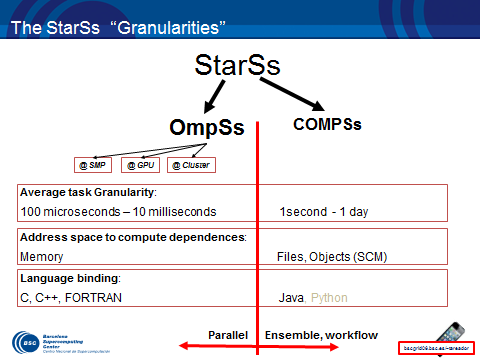 The StarSs “Granularities”
StarSs
OmpSs
COMPSs
@ SMP
@ GPU
@ Cluster
Average task Granularity:
100 microseconds – 10 milliseconds
1second - 1 day
Address space to compute dependences:
Memory
Files, Objects (SCM)
Language binding:
C, C++, FORTRAN
Java, Python
Parallel
Ensemble, workflow
BSC
Barcelona
Supercomputing
Center
Centro Nacional de Supercomputación